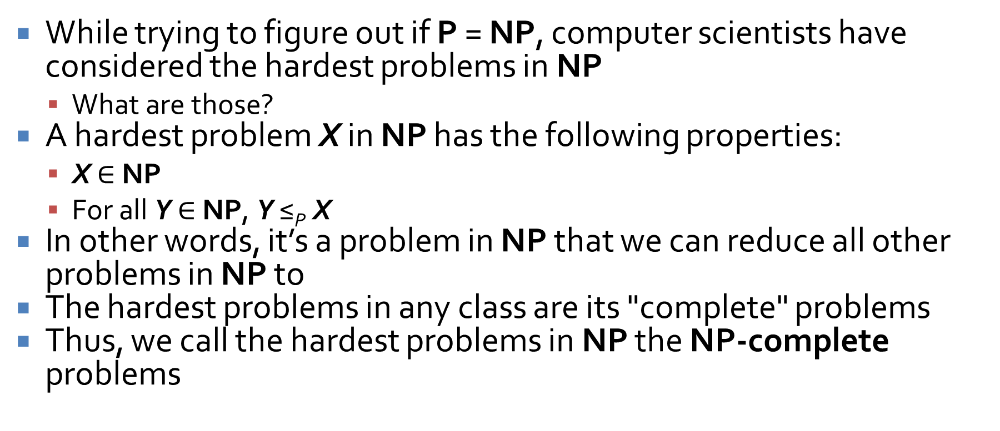 While trying to figure out if P = NP, computer scientists have
considered the hardest problems in NP
What are those?
A hardest problem X in NP has the following properties:
X ∈ NP
For all Y ∈ NP, Y ≤P X
In other words, it’s a problem in NP that we can reduce all other
problems in NP to
The hardest problems in any class are its "complete" problems
Thus, we call the hardest problems in NP the NP-complete
problems